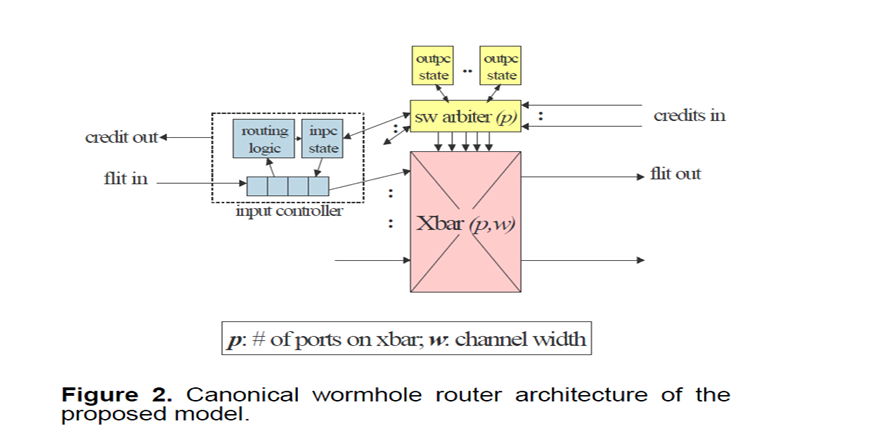 outpc state .. outpc state
sw arbiter (p)
:
credits in
:
credit out
routing logic
inpc state
flit in
input controller
:
:
Xbar (p,w)
flit out
p: # of ports on xbar; w: channel width
Figure 2. Canonical wormhole router architecture of the
proposed model.